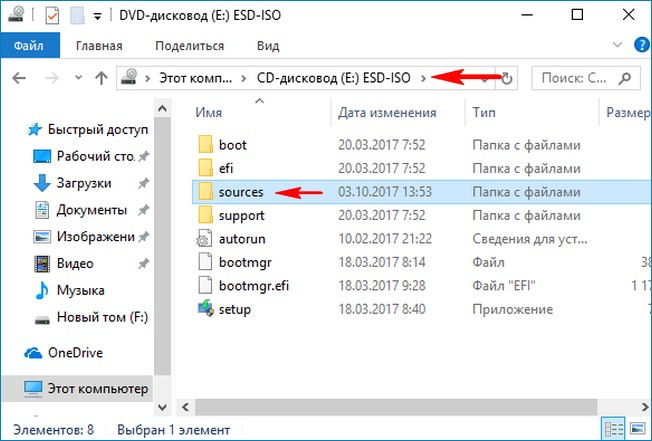 DVD-дисковод (E:) ESD-ISO
Файл Главная Поделиться Вид
Этот комп... CD-дисковод (E:) ESD-ISO Поиск: C...
Имя Дата изменения Тип Размер
Быстрый доступ
Рабочий сто.
Загрузки
Документы
Изображени
Видео
Музыка
Новый том (F:)
OneDrive
Этот компьютер
boot 20.03.2017 7:52 Папка с файлами
efi 20.03.2017 7:52 Папка с файлами
sources 03.10.2017 13:53 Папка с файлами
support 20.03.2017 7:52 Папка с файлами
autorun 10.02.2017 21:22 Сведения для уст...
bootmgr 18.03.2017 8:14 Файл 38
bootmgr.efi 18.03.2017 9:28 Файл "EFI" 1 17
setup 18.03.2017 8:40 Приложение
Элементов: 8 Выбран 1 элемент